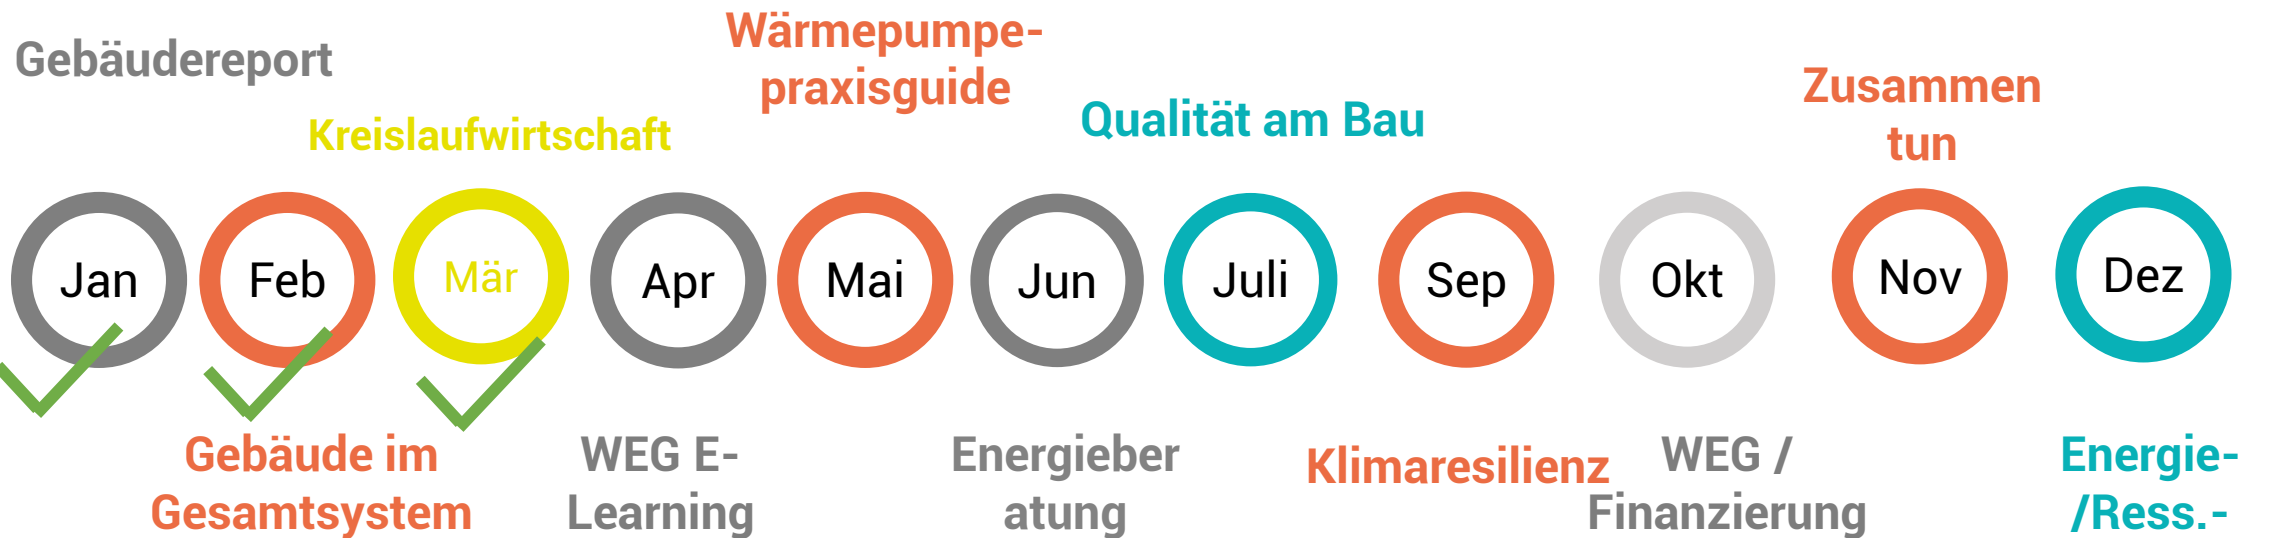 Gebäudereport
Kreislaufwirtschaft
Wärmepumpe-
praxisguide
Qualität am Bau
Zusammen
tun
Jan
Feb
Mär
Apr
Mai
Jun
Juli
Sep
Okt
Nov
Dez
Gebäude im
Gesamtsystem
WEG E-
Learning
Energieber
atung
Klimaresilienz
WEG /
Finanzierung
Energie-
/Ress.-